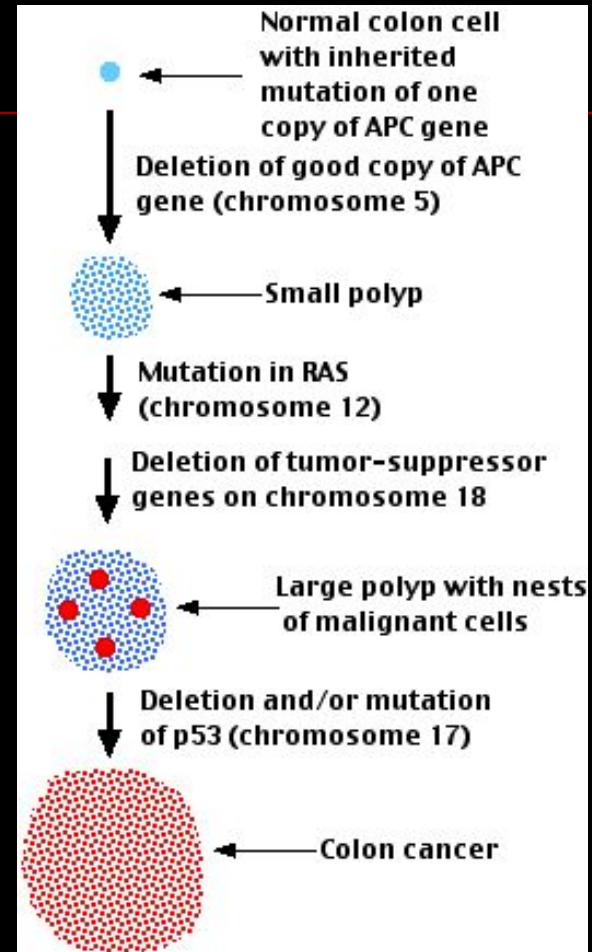 Normal colon cell
with inherited
mutation of one
copy of APC gene
Deletion of good copy of APC
gene (chromosome 5)
Small polyp
Mutation in RAS
(chromosome 12)
Deletion of tumor-suppressor
genes on chromosome 18
Large polyp with nests
of malignant cells
Deletion and/or mutation
of p53 (chromosome 17)
Colon cancer